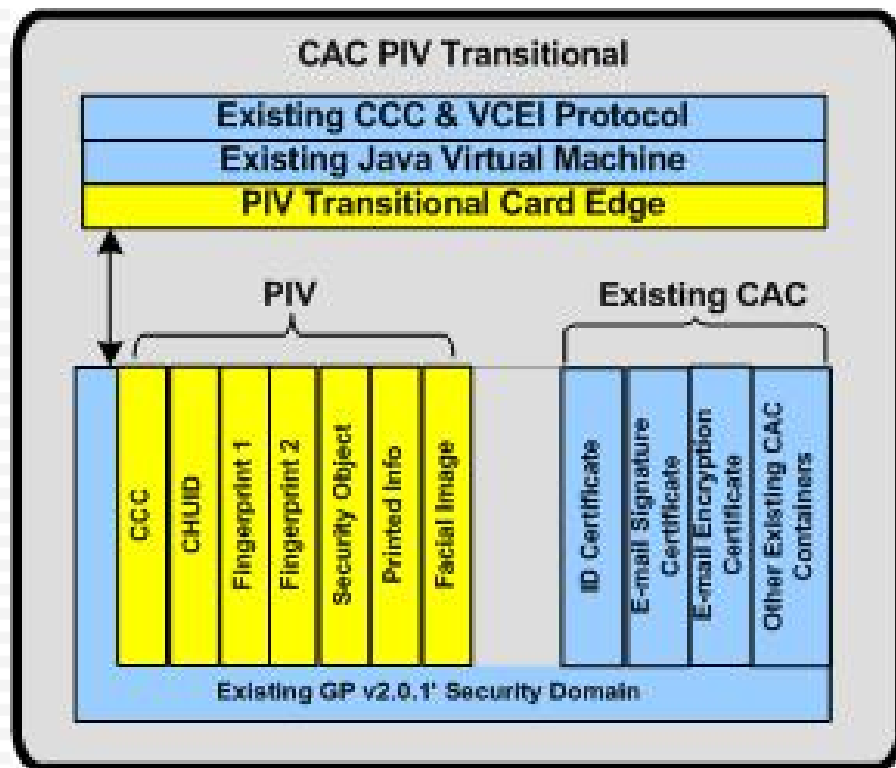 CAC PIV Transitional
Existing CCC & VCEI Protocol
Existing Java Virtual Machine
PIV Transitional Card Edge
PIV
Existing CAC
CCC
CHUID
Fingerprint 1
Fingerprint 2
Security Object
Printed Info
Facial Image
ID Certificate
E-mail Signature
Certificate
E-mail Encryption
Certificate
Other Existing CAC
Containers
Existing GP v2.0.1' Security Domain